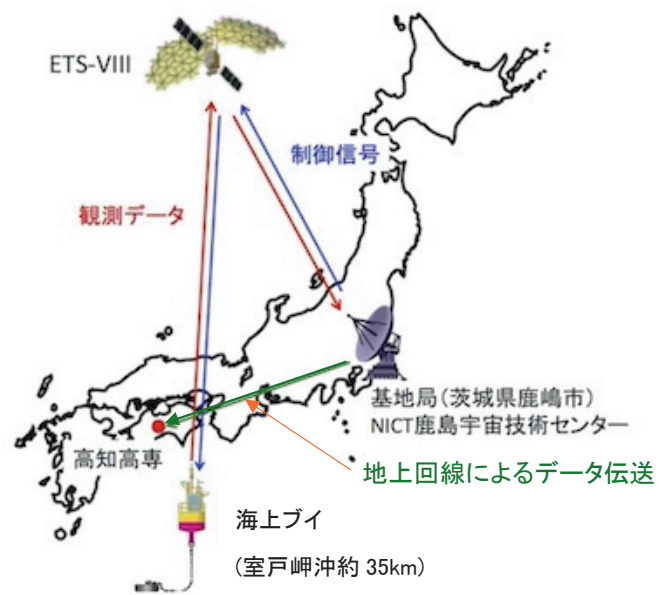 ETS-VIII
制御信号
観測データ
基地局(茨城県鹿嶋市)
NICT鹿島宇宙技術センター
高知高専
地上回線によるデータ伝送
海上ブイ
(室戸岬沖約 35km)